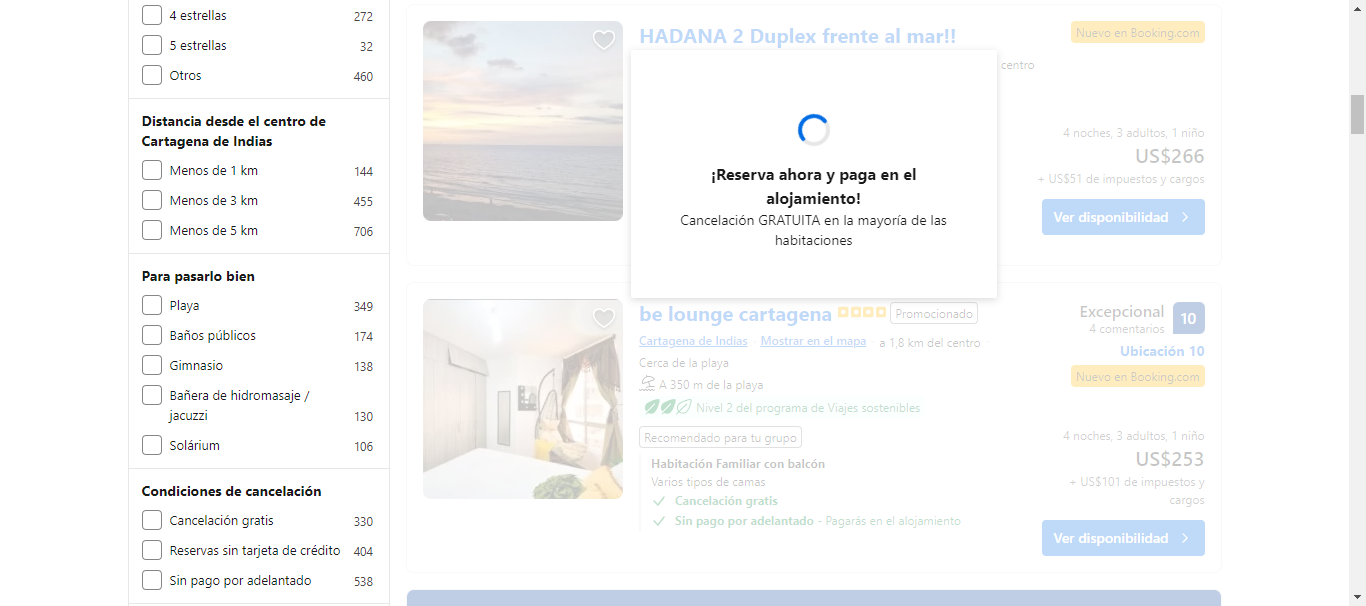 4 estrellas 272
5 estrellas 32
Otros 460
Distancia desde el centro de
Cartagena de Indias
Menos de 1 km 144
Menos de 3 km 455
Menos de 5 km 706
Para pasarlo bien
Playa 349
Baños públicos 174
Gimnasio 138
Bañera de hidromasaje /
jacuzzi 130
Solárium 106
Condiciones de cancelación
Cancelación gratis 330
Reservas sin tarjeta de crédito 404
Sin pago por adelantado 538
HADANA 2 Duplex frente al mar!!
Nuevo en Booking.com
centro
4 noches, 3 adultos, 1 niño
US$266
+ US$51 de impuestos y cargos
Ver disponibilidad
¡Reserva ahora y paga en el
alojamiento!
Cancelación GRATUITA en la mayoría de las
habitaciones
be lounge cartagena Promocionado
Cartagena de Indias Mostrar en el mapa a 1,8 km del centro
Cerca de la playa
A 350 m de la playa
Nivel 2 del programa de Viajes sostenibles
Recomendado para tu grupo
Habitación Familiar con balcón
Varios tipos de camas
Cancelación gratis
Sin pago por adelantado - Pagarás en el alojamiento
Excepcional 10
4 comentarios
Ubicación 10
Nuevo en Booking.com
4 noches, 3 adultos, 1 niño
US$253
+ US$101 de impuestos y
cargos
Ver disponibilidad